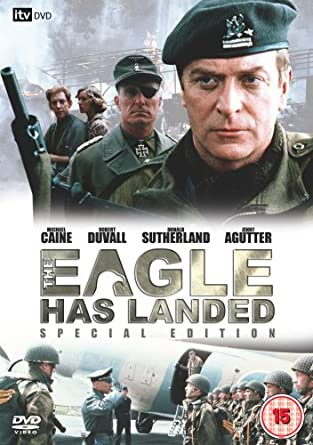 itv DVD
MICHAEL ROBERT DONALD JENNY
CAINE DUVALL SUTHERLAND AGUTTER
THE
EAGLE
HAS LANDED
SPECIAL EDITION
DVD
VIDEO
15